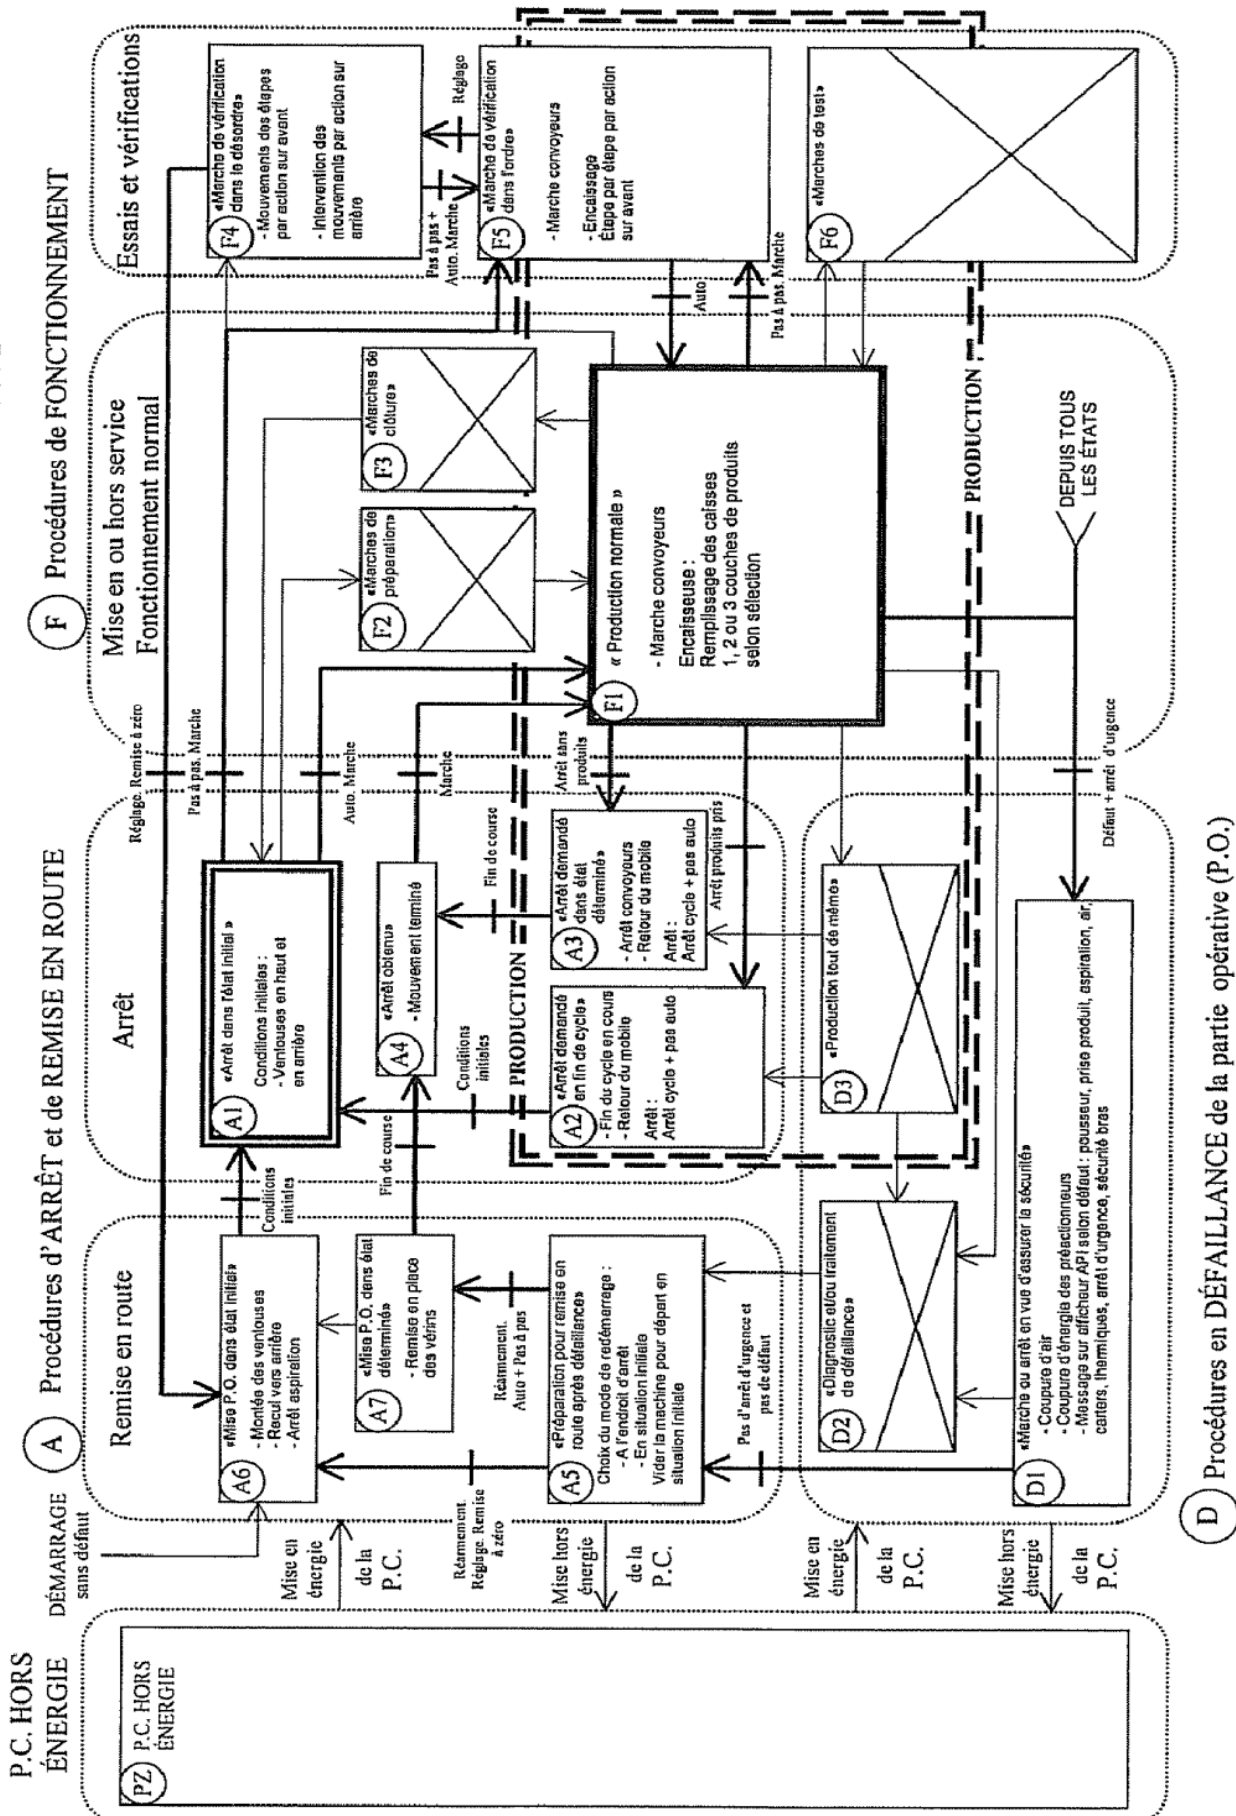 P.C. HORS
ÉNERGIE
PZ
P.C. HORS
ÉNERGIE
DÉMARRAGE
sans défaut
Mise en
énergie
de la
P.C.
Mise hors
énergie
de la
P.C.
Mise en
énergie
de la
P.C.
Mise hors
énergie
de la
P.C.
A
Procédures d'ARRÊT et de REMISE EN ROUTE
Remise en route
A6
«Mise P.O. dans état initial»
- Montée des ventouses
- Recul vers arrière
- Arrêt aspiration
A7
«Mise P.O. dans état
déterminé»
- Remise en place
des vérins
A5
«Préparation pour remise en
route après défaillance»
Choix du mode de redémarrage :
- A l'endroit d'arrêt
- En situation initiale
Vider la machine pour départ en
situation initiale
Réarmement.
Réglage. Remise
à zéro
Réarmement.
Auto + Pas à pas
Pas d'arrêt d'urgence et
pas de défaut
Conditions
initiales
Fin de course
Arrêt
A1
«Arrêt dans l'état initial »
Conditions initiales :
- Ventouses en haut et
en arrière
A4
«Arrêt obtenu»
- Mouvement terminé
Conditions
initiales
Fin de course
A2
«Arrêt demandé
en fin de cycle»
- Fin du cycle en cours
- Retour du mobile
Arrêt :
Arrêt cycle + pas auto
A3
«Arrêt demandé
dans état
déterminé»
- Arrêt convoyeurs
- Retour du mobile
Arrêt :
Arrêt cycle + pas auto
PRODUCTION
Réglage. Remise à zéro
Pas à pas. Marche
Auto. Marche
Marche
Arrêt sans
produits
Arrêt produits pris
Défaut + arrêt d'urgence
F
Procédures de FONCTIONNEMENT
Mise en ou hors service
Fonctionnement normal
F2
«Marches de
préparation»
F3
«Marches de
clôture»
F1
« Production normale »
- Marche convoyeurs
Encaisseuse :
Remplissage des caisses
1, 2 ou 3 couches de produits
selon sélection
PRODUCTION
DEPUIS TOUS
LES ÉTATS
Essais et vérifications
F4
«Marche de vérification
dans le désordre»
- Mouvements des étapes
par action sur avant
- Intervention des
mouvements par action sur
arrière
Pas à pas +
Auto. Marche
Réglage
F5
«Marche de vérification
dans l'ordre»
- Marche convoyeurs
- Encaissage
Étape par étape par action
sur avant
Auto
Pas à pas. Marche
F6
«Marches de test»
D2
«Diagnostic et/ou traitement
de défaillance»
D3
«Production tout de même»
D1
«Marche ou arrêt en vue d'assurer la sécurité»
- Coupure d'air
- Coupure d'énergie des préactionneurs
- Message sur afficheur API selon défaut : pousseur, prise produit, aspiration, air,
carters, thermiques, arrêt d'urgence, sécurité bras
D
Procédures en DÉFAILLANCE de la partie opérative (P.O.)